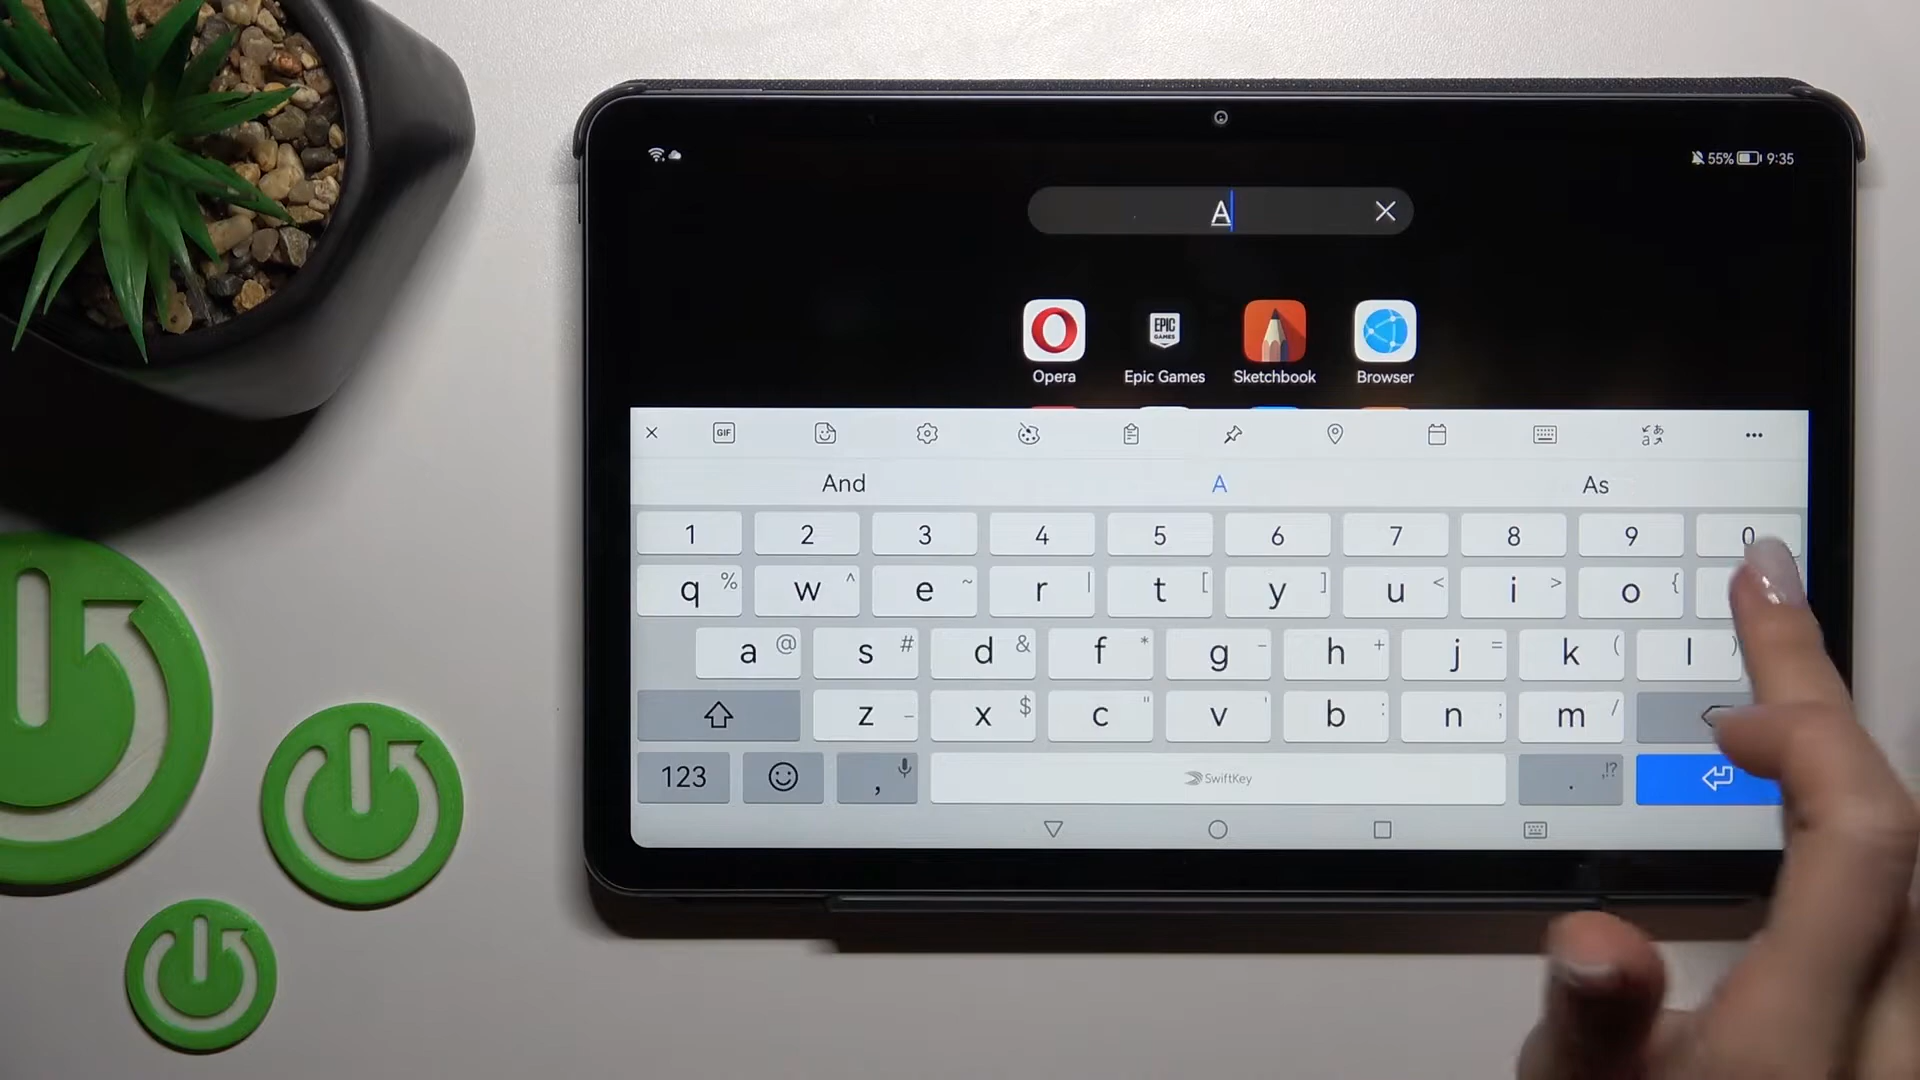 55% 9:35
A
EPIC GAMES
Opera Epic Games Sketchbook Browser
GIF
And A As
1 2 3 4 5 6 7 8 9 0
q % w ^ e ~ r | t [ y ] u < i > o {
a @ s # d & f * g - h + j = k ( l )
z _ x $ c " v ' b : n ; m /
123 , SwiftKey . ,!?